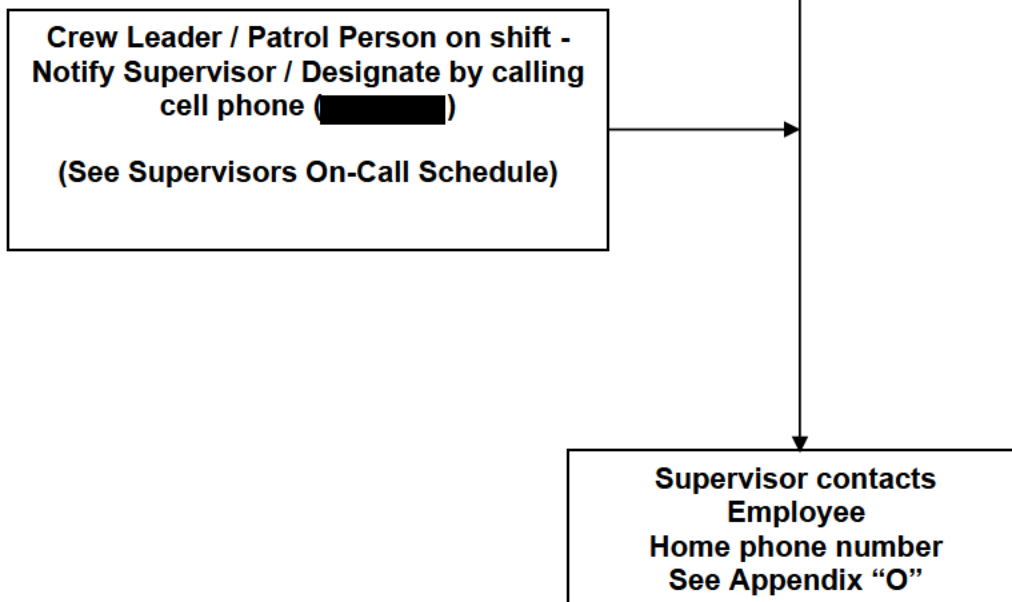 Crew Leader / Patrol Person on shift -
Notify Supervisor / Designate by calling
cell phone ( )
(See Supervisors On-Call Schedule)
Supervisor contacts
Employee
Home phone number
See Appendix “O”